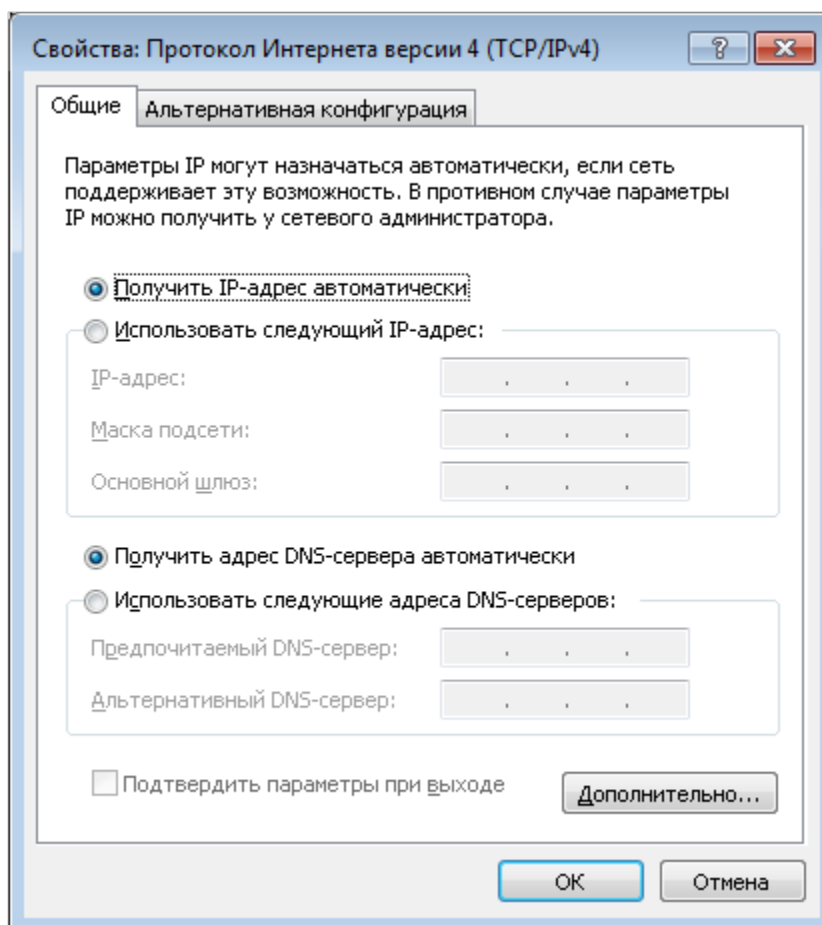 Свойства: Протокол Интернета версии 4 (TCP/IPv4)
Общие
Альтернативная конфигурация
Параметры IP могут назначаться автоматически, если сеть
поддерживает эту возможность. В противном случае параметры
IP можно получить у сетевого администратора.
Получить IP-адрес автоматически
Использовать следующий IP-адрес:
IP-адрес:
Маска подсети:
Основной шлюз:
Получить адрес DNS-сервера автоматически
Использовать следующие адреса DNS-серверов:
Предпочитаемый DNS-сервер:
Альтернативный DNS-сервер:
Подтвердить параметры при выходе
Дополнительно...
ОК
Отмена